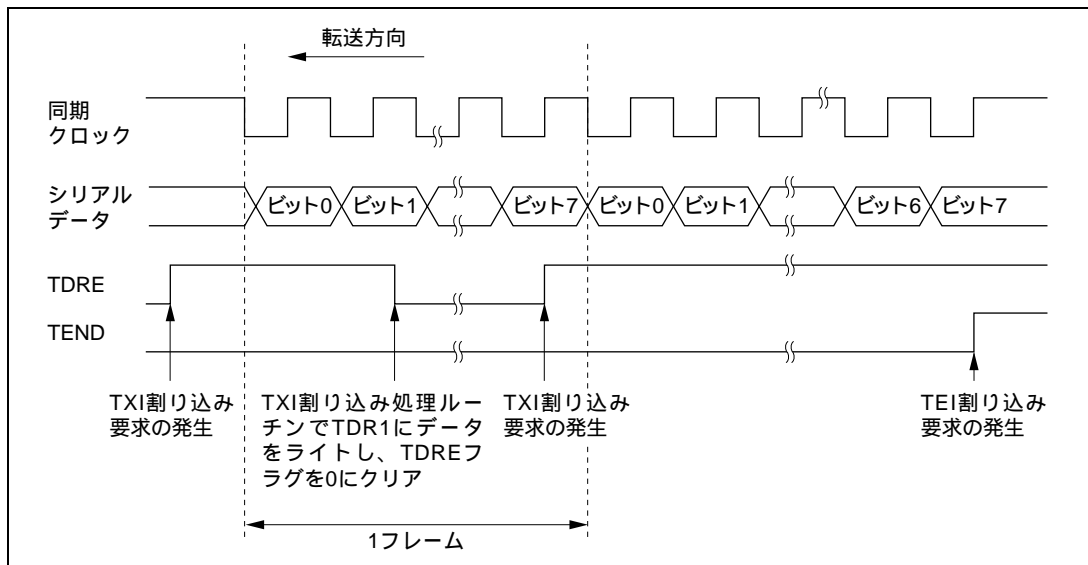 転送方向
同期
クロック
シリアル
データ
ビット0
ビット1
ビット7
ビット0
ビット1
ビット6
ビット7
TDRE
TEND
TXI割り込み
要求の発生
TXI割り込み処理ルー
チンでTDR1にデータ
をライトし、TDREフ
ラグを0にクリア
TXI割り込み
要求の発生
TEI割り込み
要求の発生
1フレーム